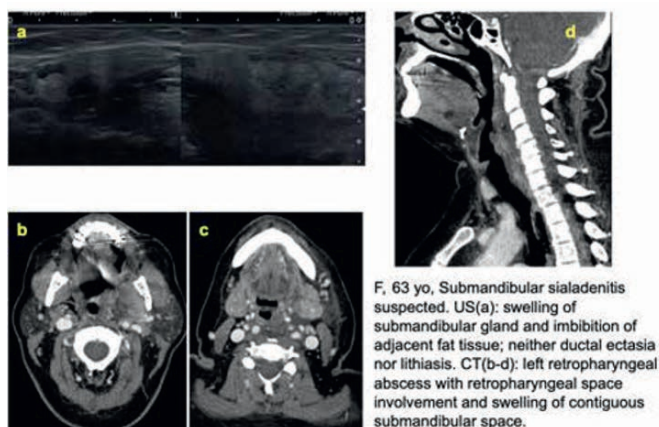 a
d
b
c
F, 63 yo, Submandibular sialadenitis
suspected. US(a): swelling of
submandibular gland and imbibition of
adjacent fat tissue; neither ductal ectasia
nor lithiasis. CT(b-d): left retropharyngeal
abscess with retropharyngeal space
involvement and swelling of contiguous
submandibular space.